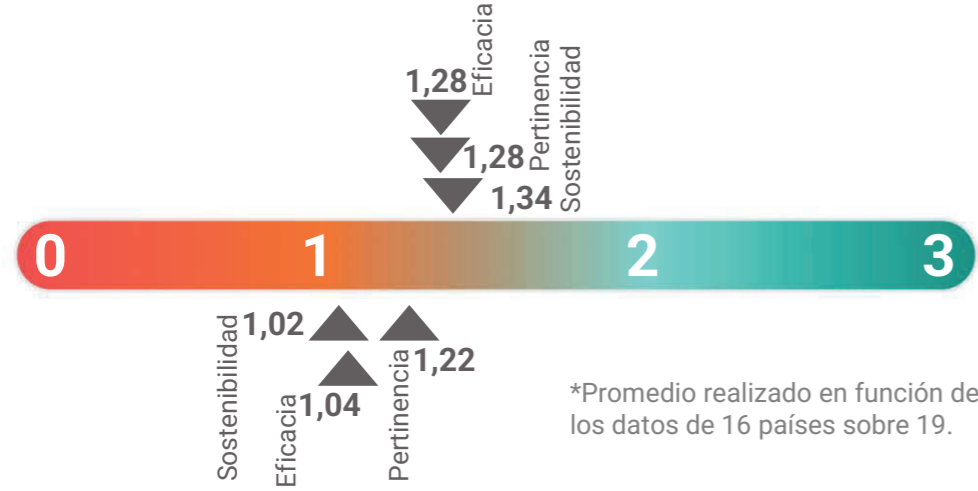 1,28
Eficacia
1,28
Pertinencia
1,34
Sostenibilidad
0 1 2 3
Sostenibilidad
1,02
Eficacia
1,04
Pertinencia
1,22
*Promedio realizado en función de
los datos de 16 países sobre 19.